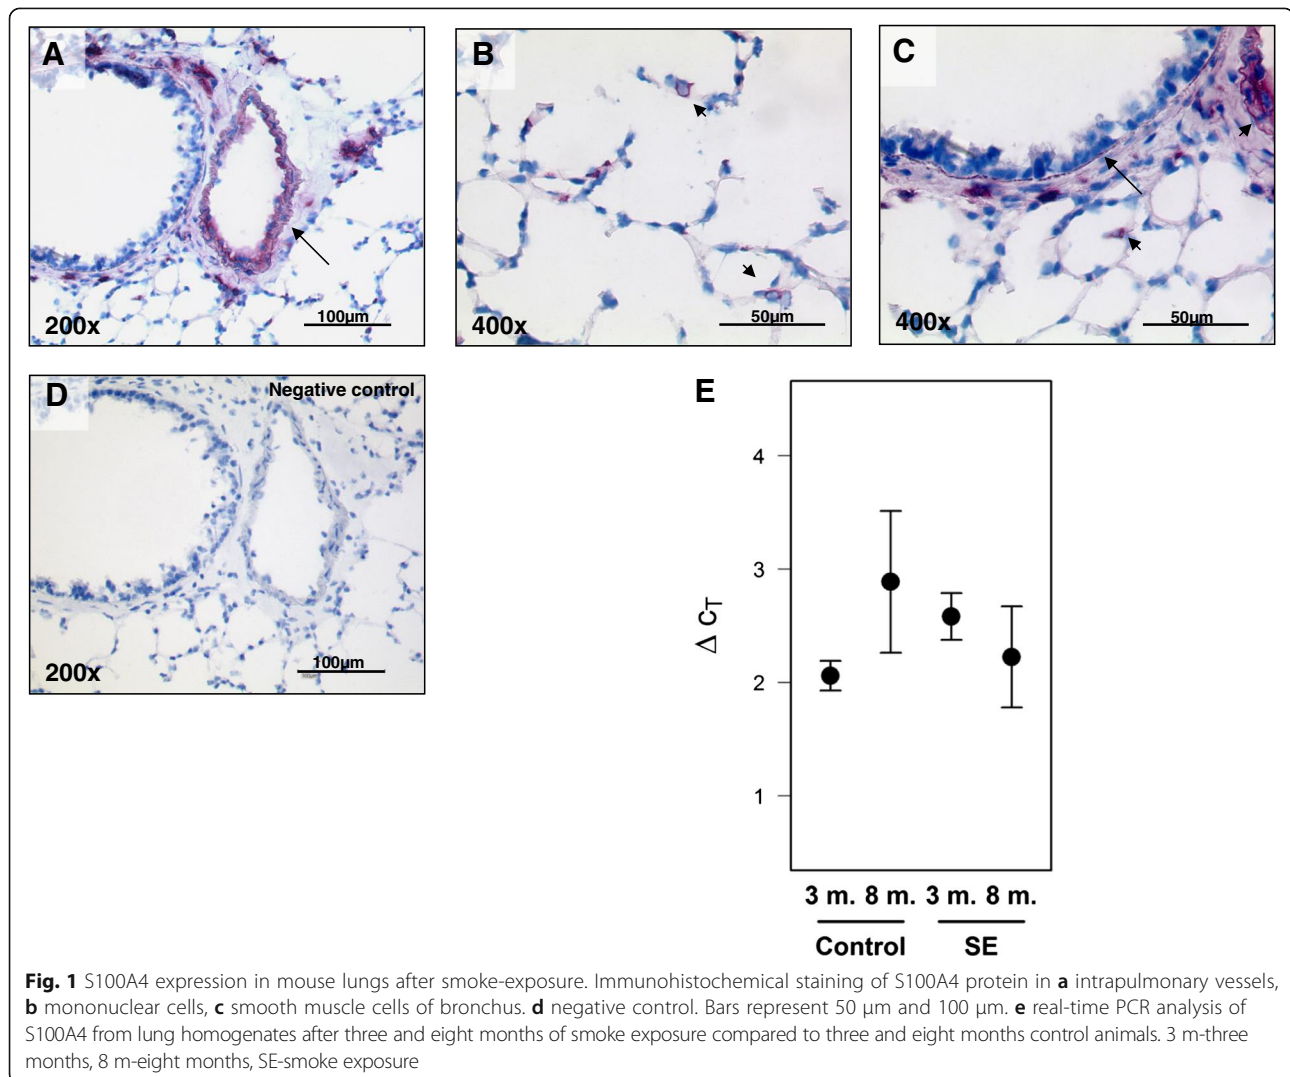 A
200x
100µm
B
400x
50µm
C
400x
50µm
D
Negative control
200x
100µm
E
4
3
2
1
Δ CT
3 m. 8 m. 3 m. 8 m.
Control SE
Fig. 1 S100A4 expression in mouse lungs after smoke-exposure. Immunohistochemical staining of S100A4 protein in a intrapulmonary vessels,
b mononuclear cells, c smooth muscle cells of bronchus. d negative control. Bars represent 50 µm and 100 µm. e real-time PCR analysis of
S100A4 from lung homogenates after three and eight months of smoke exposure compared to three and eight months control animals. 3 m-three
months, 8 m-eight months, SE-smoke exposure